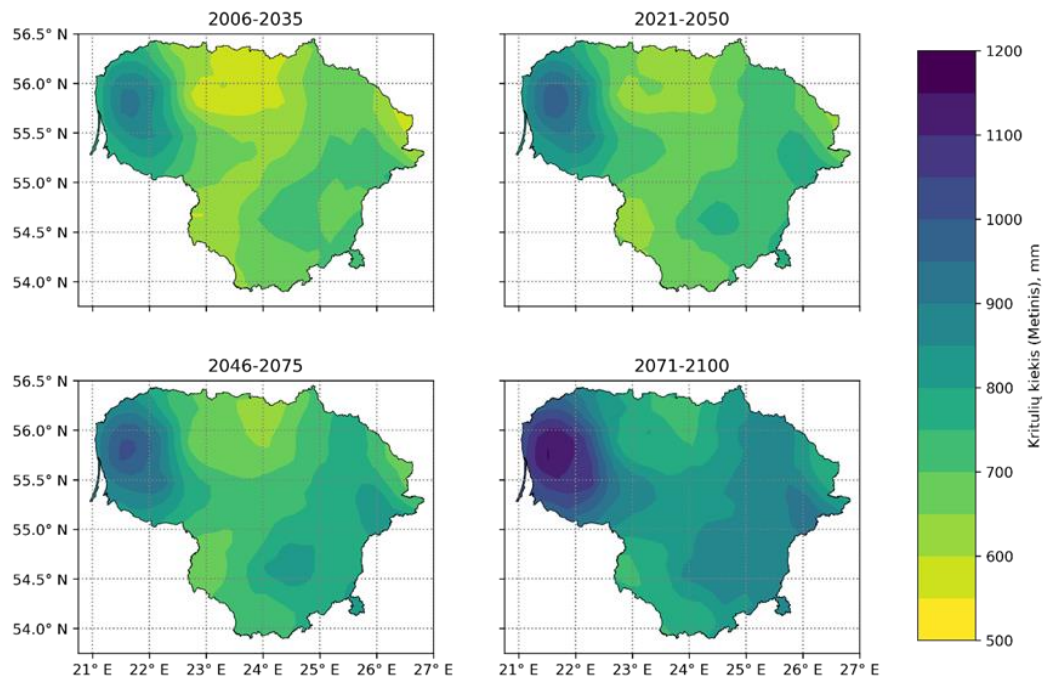 2006-2035
2021-2050
56.5° N
56.0° N
55.5° N
55.0° N
54.5° N
54.0° N
2046-2075
2071-2100
56.5° N
56.0° N
55.5° N
55.0° N
54.5° N
54.0° N
21° E 22° E 23° E 24° E 25° E 26° E 27° E
21° E 22° E 23° E 24° E 25° E 26° E 27° E
1200
1100
1000
900
800
700
600
500
Kritulių kiekis (Metinis), mm